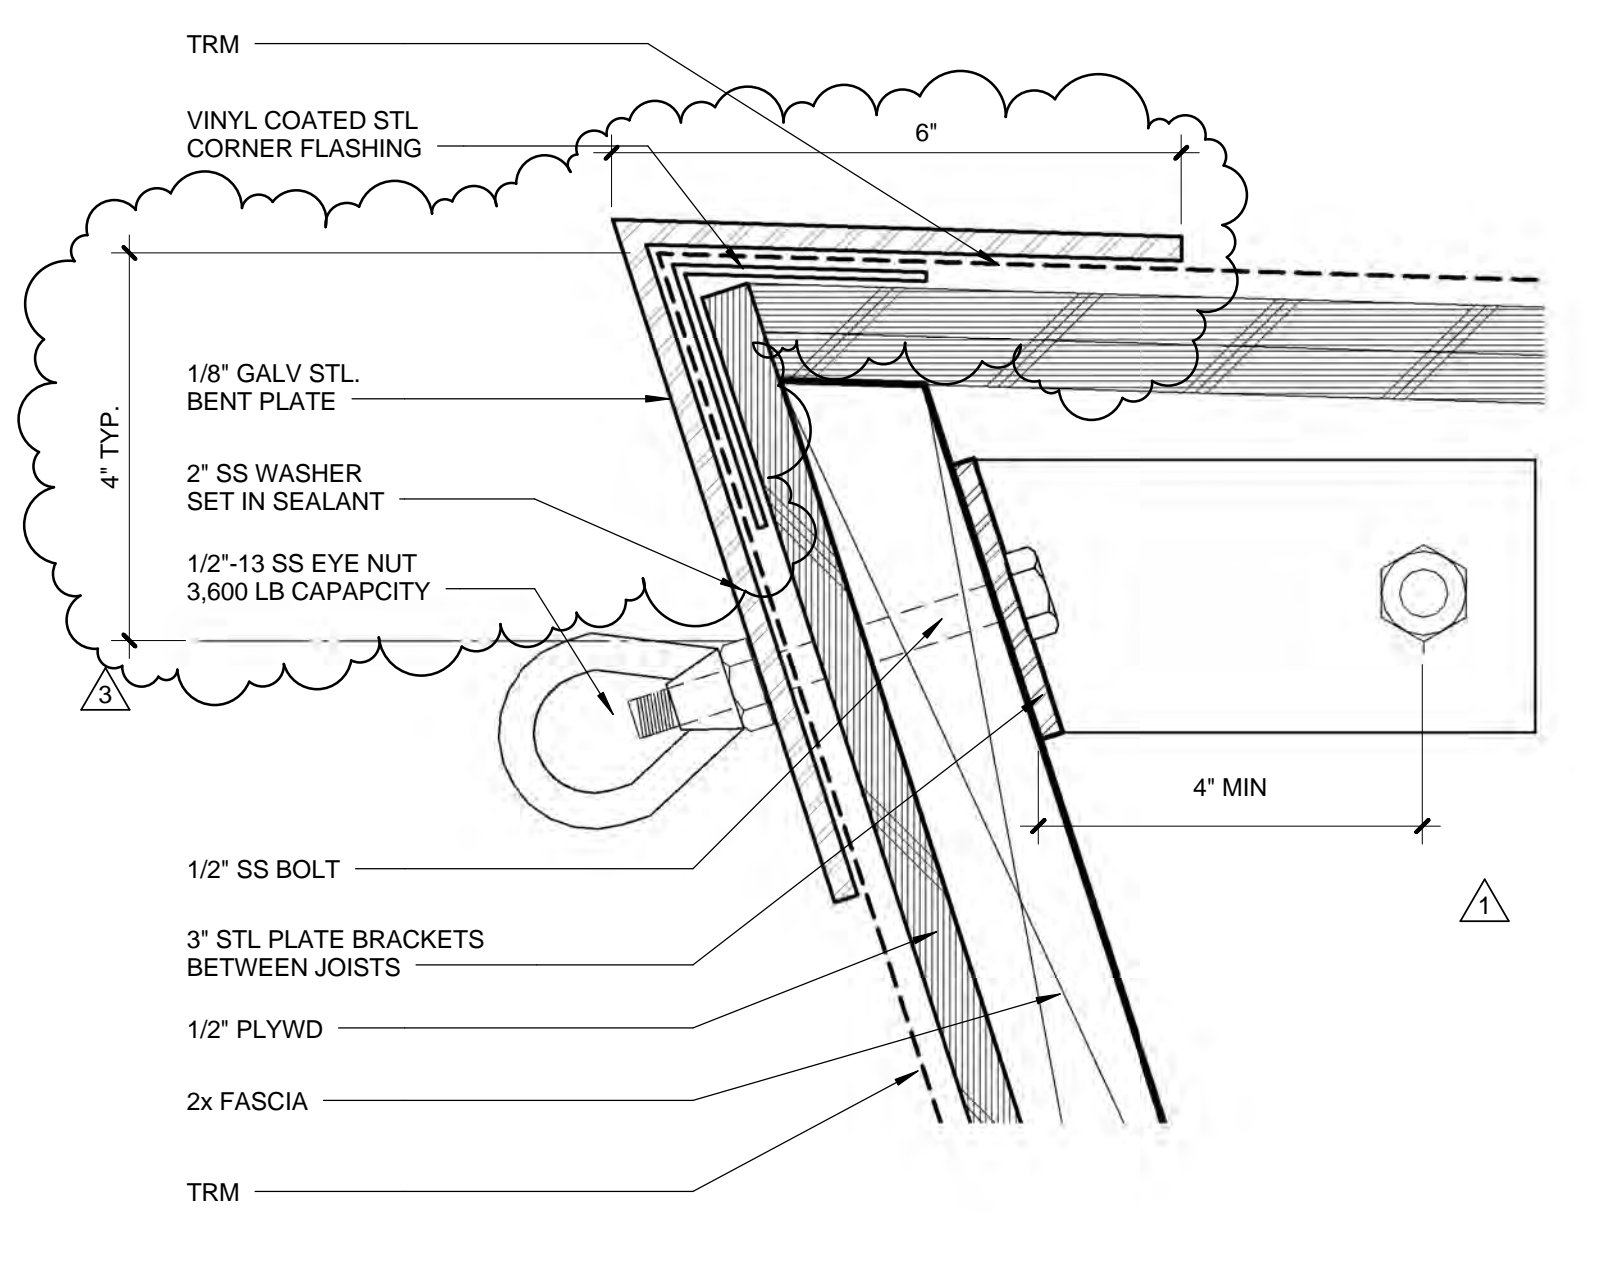 TRM
VINYL COATED STL
CORNER FLASHING
6"
1/8" GALV STL.
BENT PLATE
4" TYP.
2" SS WASHER
SET IN SEALANT
1/2"-13 SS EYE NUT
3,600 LB CAPAPCITY
3
4" MIN
1/2" SS BOLT
1
3" STL PLATE BRACKETS
BETWEEN JOISTS
1/2" PLYWD
2x FASCIA
TRM